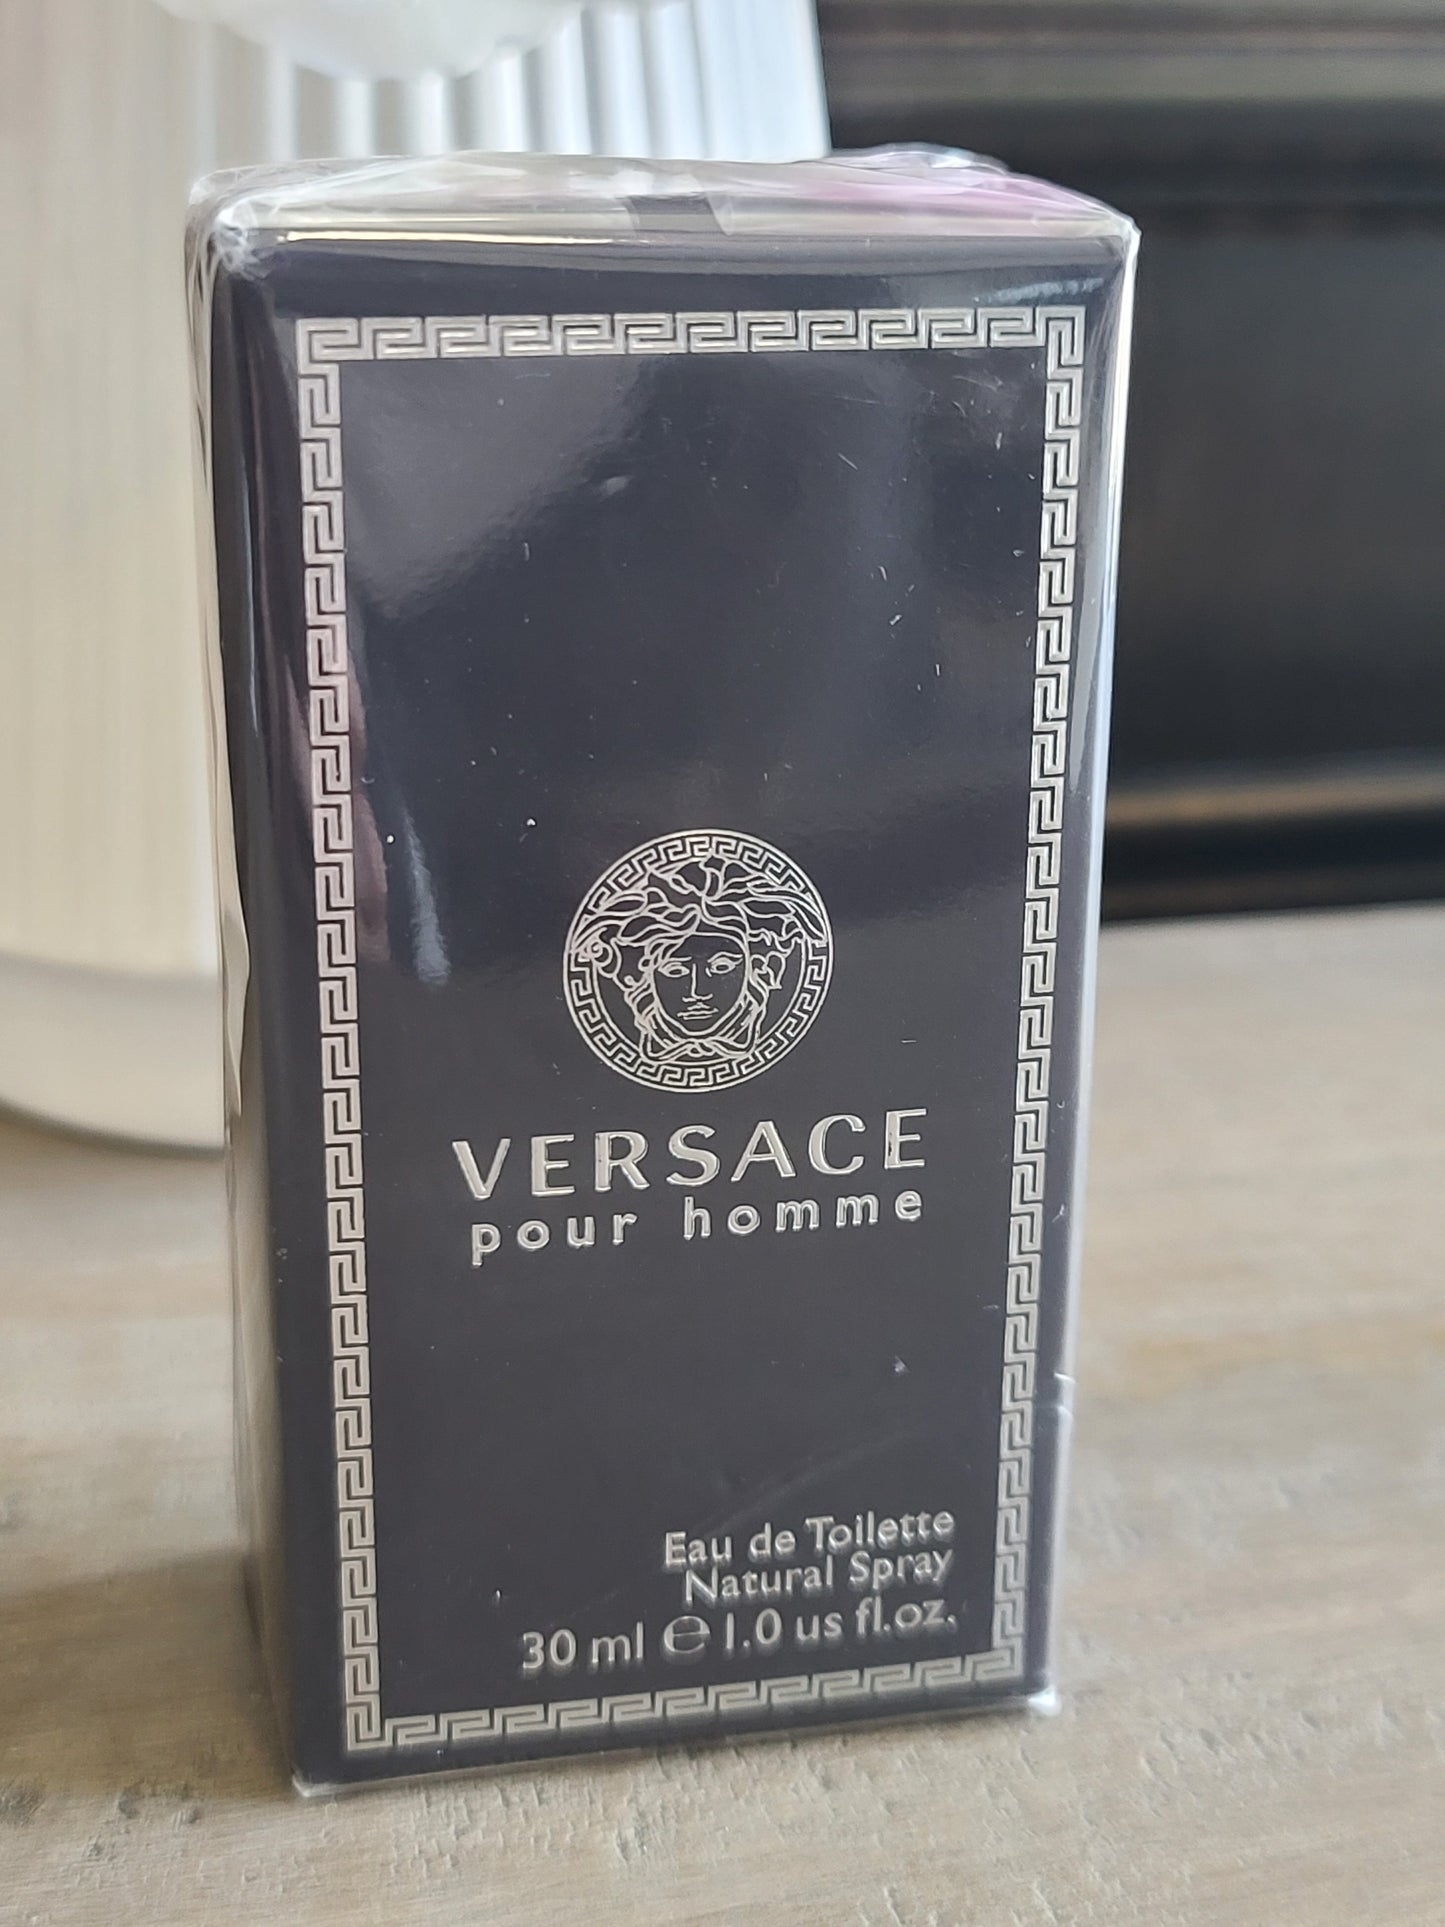 VERSACE
pour homme
Eau de Toilette
Natural Spray
30 ml ℮ 1.0 us fl.oz.